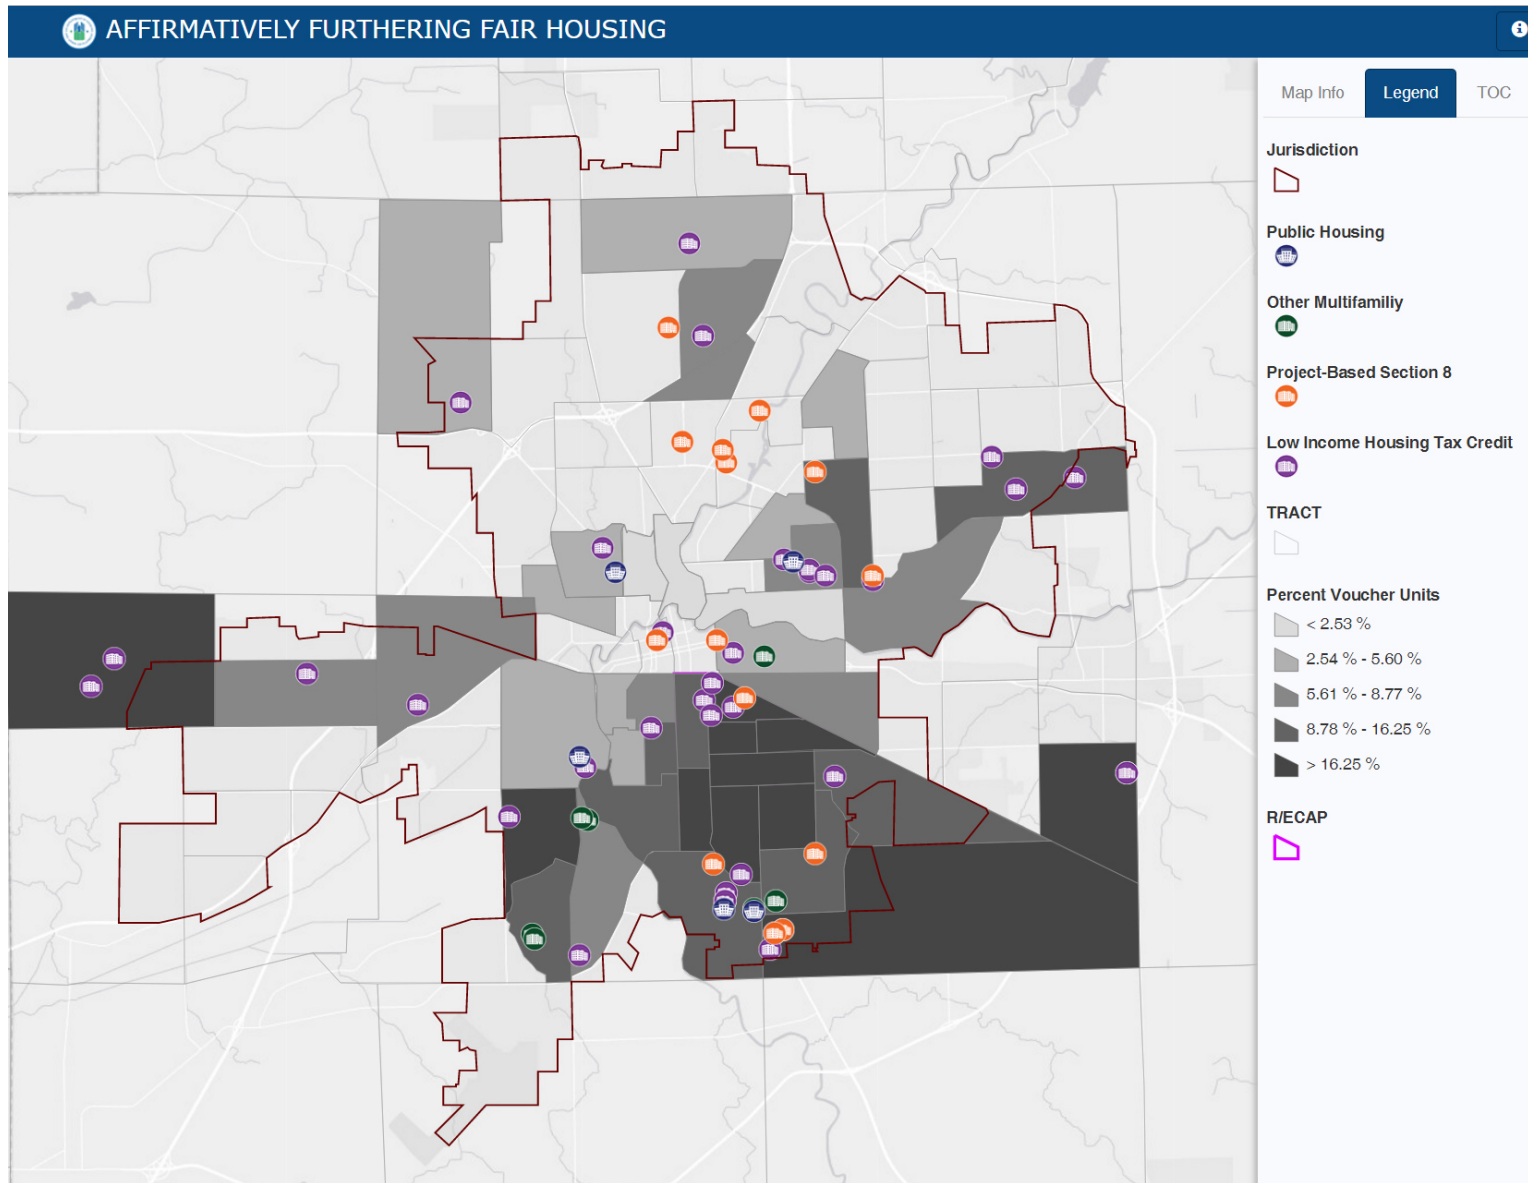 AFFIRMATIVELY FURTHERING FAIR HOUSING
Map Info
Legend
TOC
Jurisdiction
Public Housing
Other Multifamiliy
Project-Based Section 8
Low Income Housing Tax Credit
TRACT
Percent Voucher Units
< 2.53 %
2.54 % - 5.60 %
5.61 % - 8.77 %
8.78 % - 16.25 %
> 16.25 %
R/ECAP